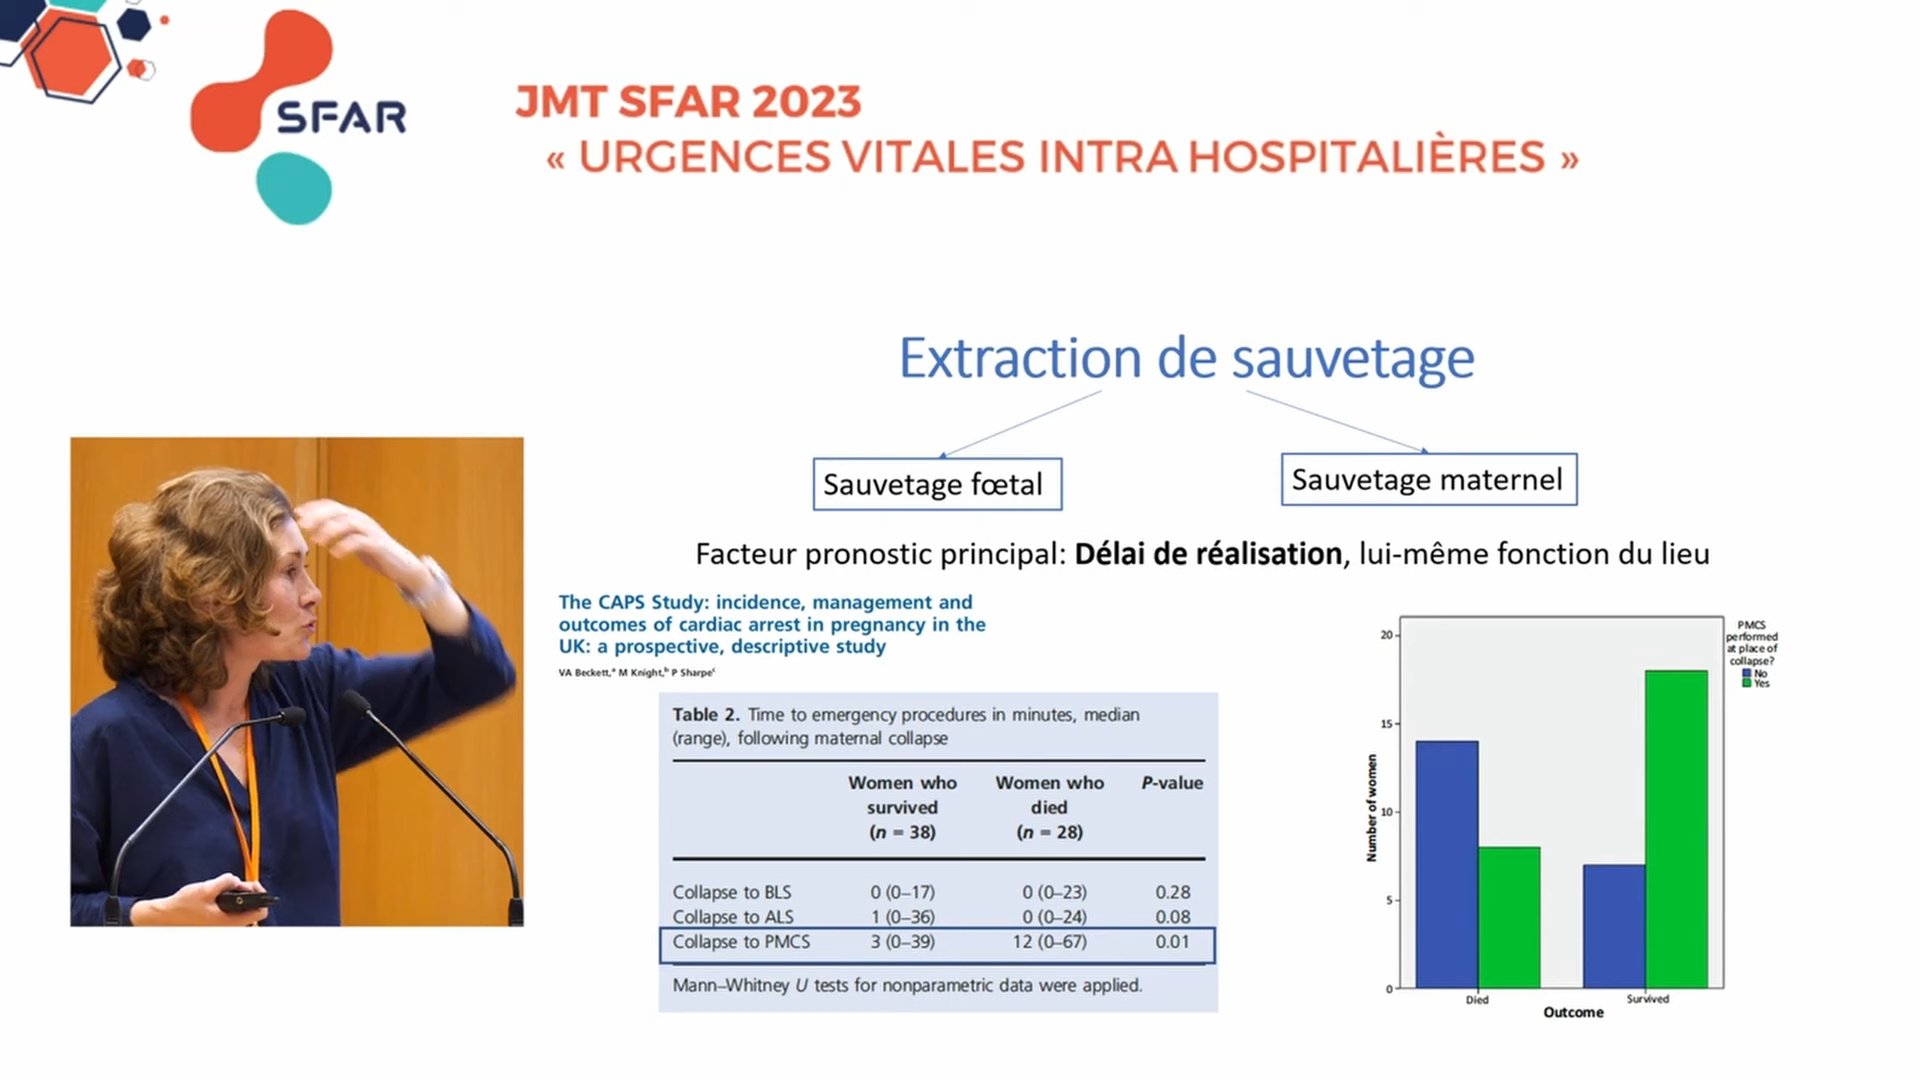 SFAR
JMT SFAR 2023
« URGENCES VITALES INTRA HOSPITALIÈRES »
Extraction de sauvetage
Sauvetage fœtal
Sauvetage maternel
Facteur pronostic principal: Délai de réalisation, lui-même fonction du lieu
The CAPS Study: incidence, management and
outcomes of cardiac arrest in pregnancy in the
UK: a prospective, descriptive study
VA Beckett,ᵃ M Knight,ᵇ P Sharpeᶜ
Table 2. Time to emergency procedures in minutes, median
(range), following maternal collapse
Women who survived (n = 38) Women who died (n = 28) P-value
Collapse to BLS 0 (0–17) 0 (0–23) 0.28
Collapse to ALS 1 (0–36) 0 (0–24) 0.08
Collapse to PMCS 3 (0–39) 12 (0–67) 0.01
Mann–Whitney U tests for nonparametric data were applied.
PMCS
performed
at place of
collapse?
No
Yes
Number of women
20
15
10
5
0
Died Survived
Outcome